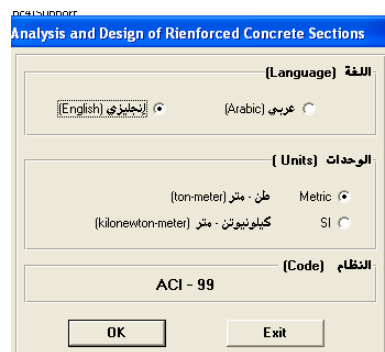 Analysis and Design of Rienforced Concrete Sections
اللغة (Language)
عربي (Arabic)
إنجليزي (English)
الوحدات (Units )
Metric طن - متر (ton-meter)
SI كيلونيوتن - متر (kilonewton-meter)
النظام (Code)
ACI - 99
OK
Exit